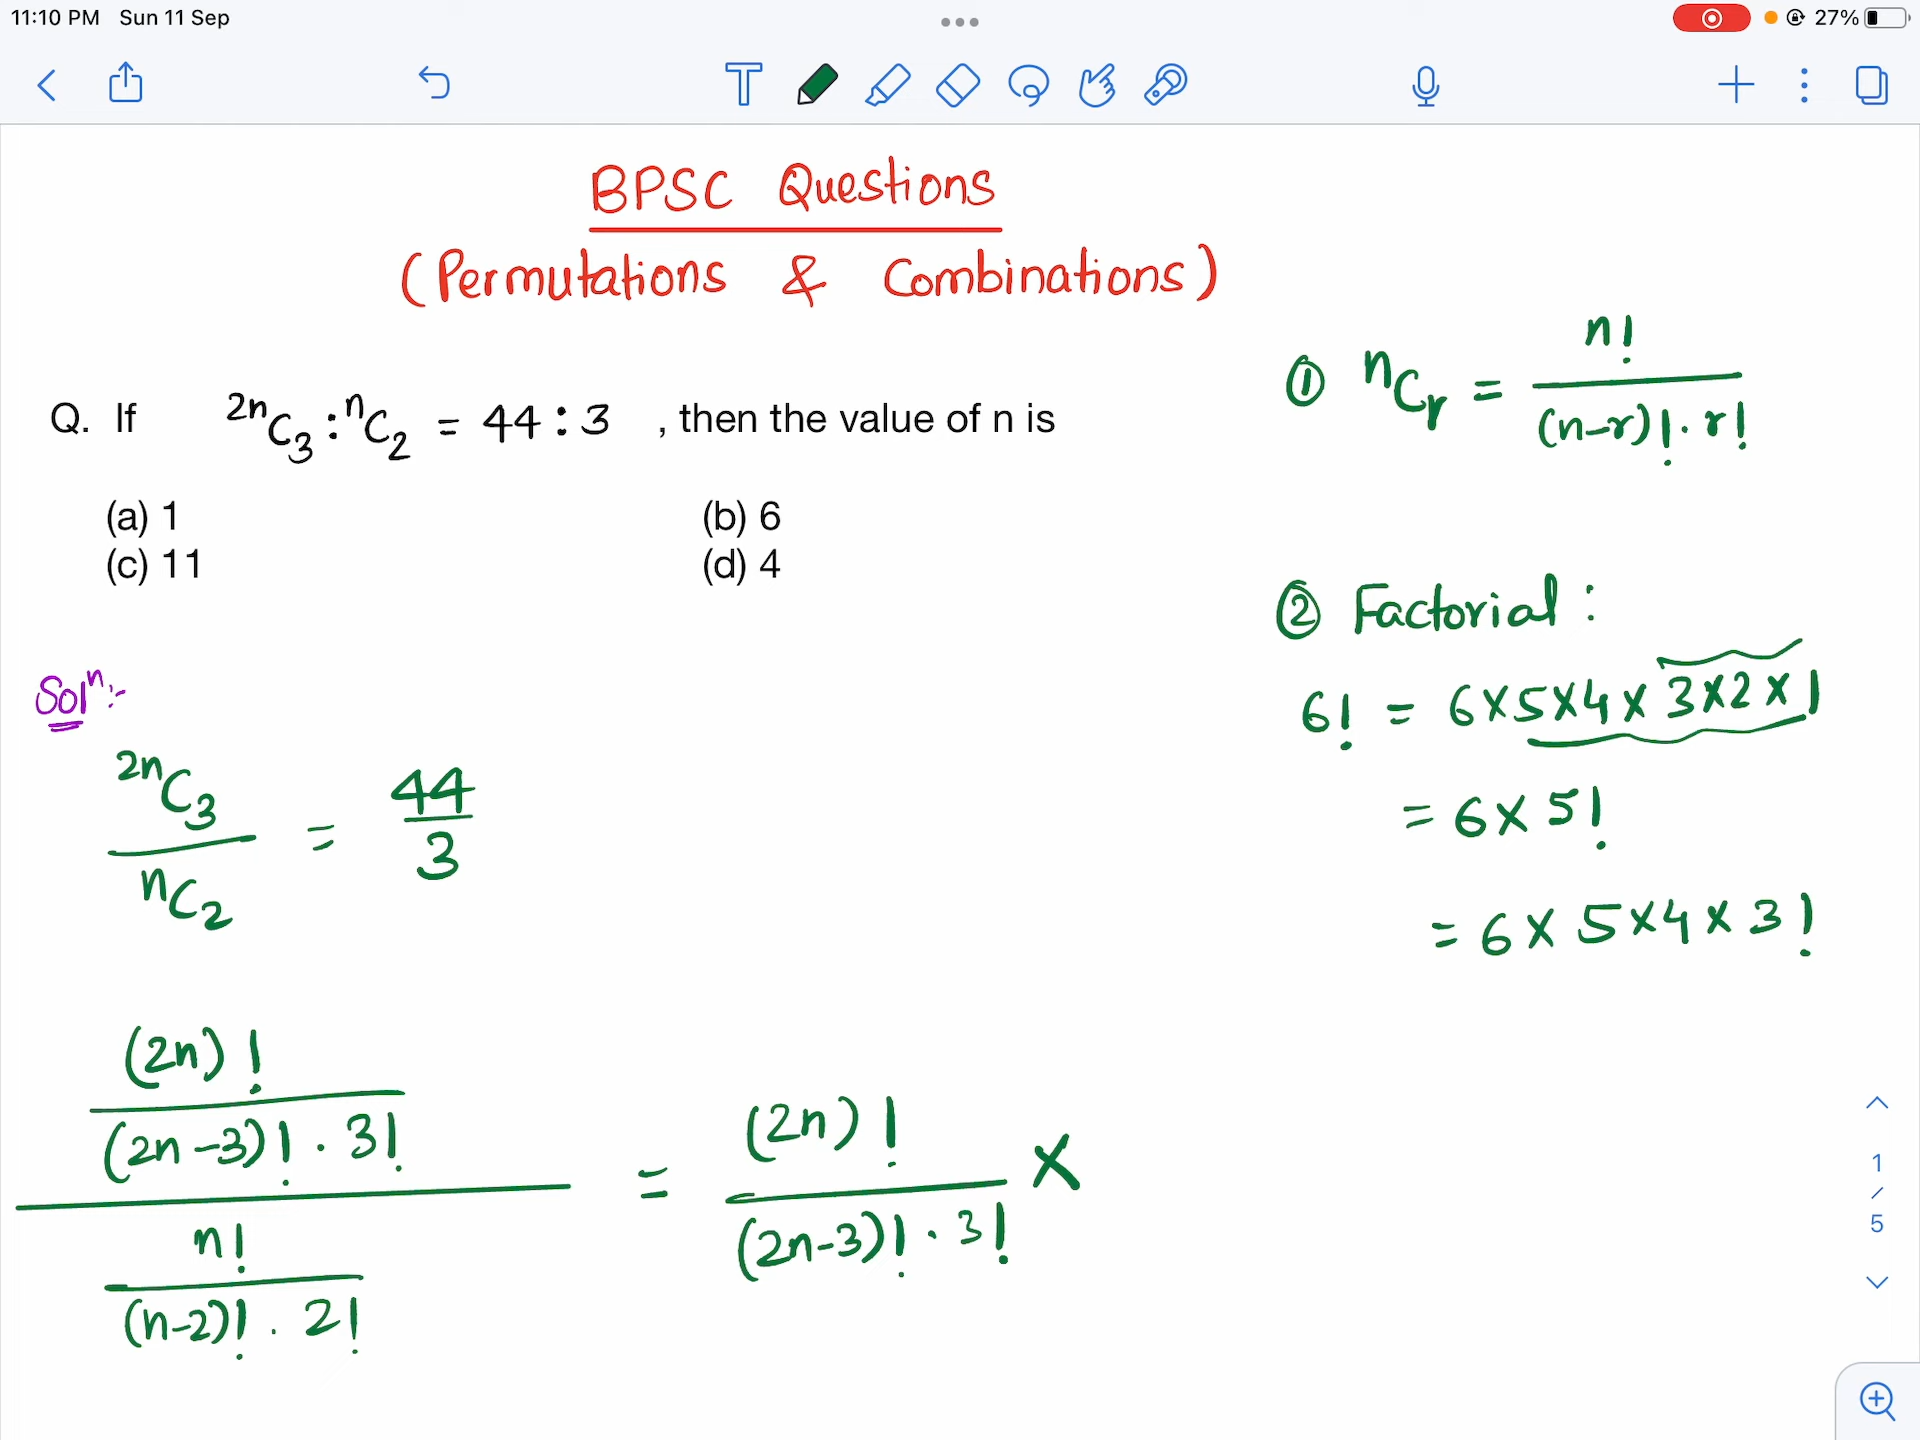 11:10 PM Sun 11 Sep
27%
BPSC Questions
(Permutations & Combinations)
Q. If ²ⁿC₃ : ⁿC₂ = 44 : 3 , then the value of n is
(a) 1 (b) 6
(c) 11 (d) 4
Solⁿ:-
²ⁿC₃ / ⁿC₂ = 44 / 3
((2n)! / ((2n-3)! . 3!)) / (n! / ((n-2)! . 2!)) = (2n)! / ((2n-3)! . 3!) ×
① ⁿCᵣ = n! / ((n-r)! . r!)
② Factorial :
6! = 6×5×4×3×2×1
= 6×5!
= 6×5×4×3!
1
/
5